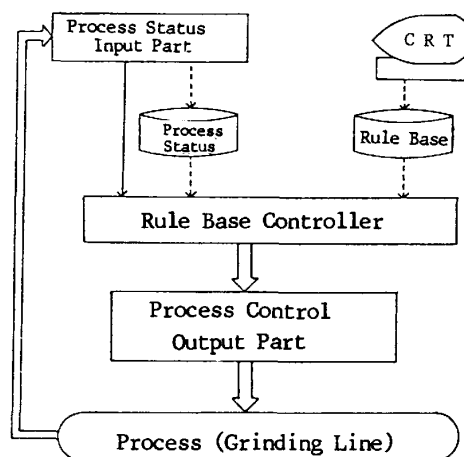 Process Status
Input Part
C R T
Process
Status
Rule Base
Rule Base Controller
Process Control
Output Part
Process (Grinding Line)